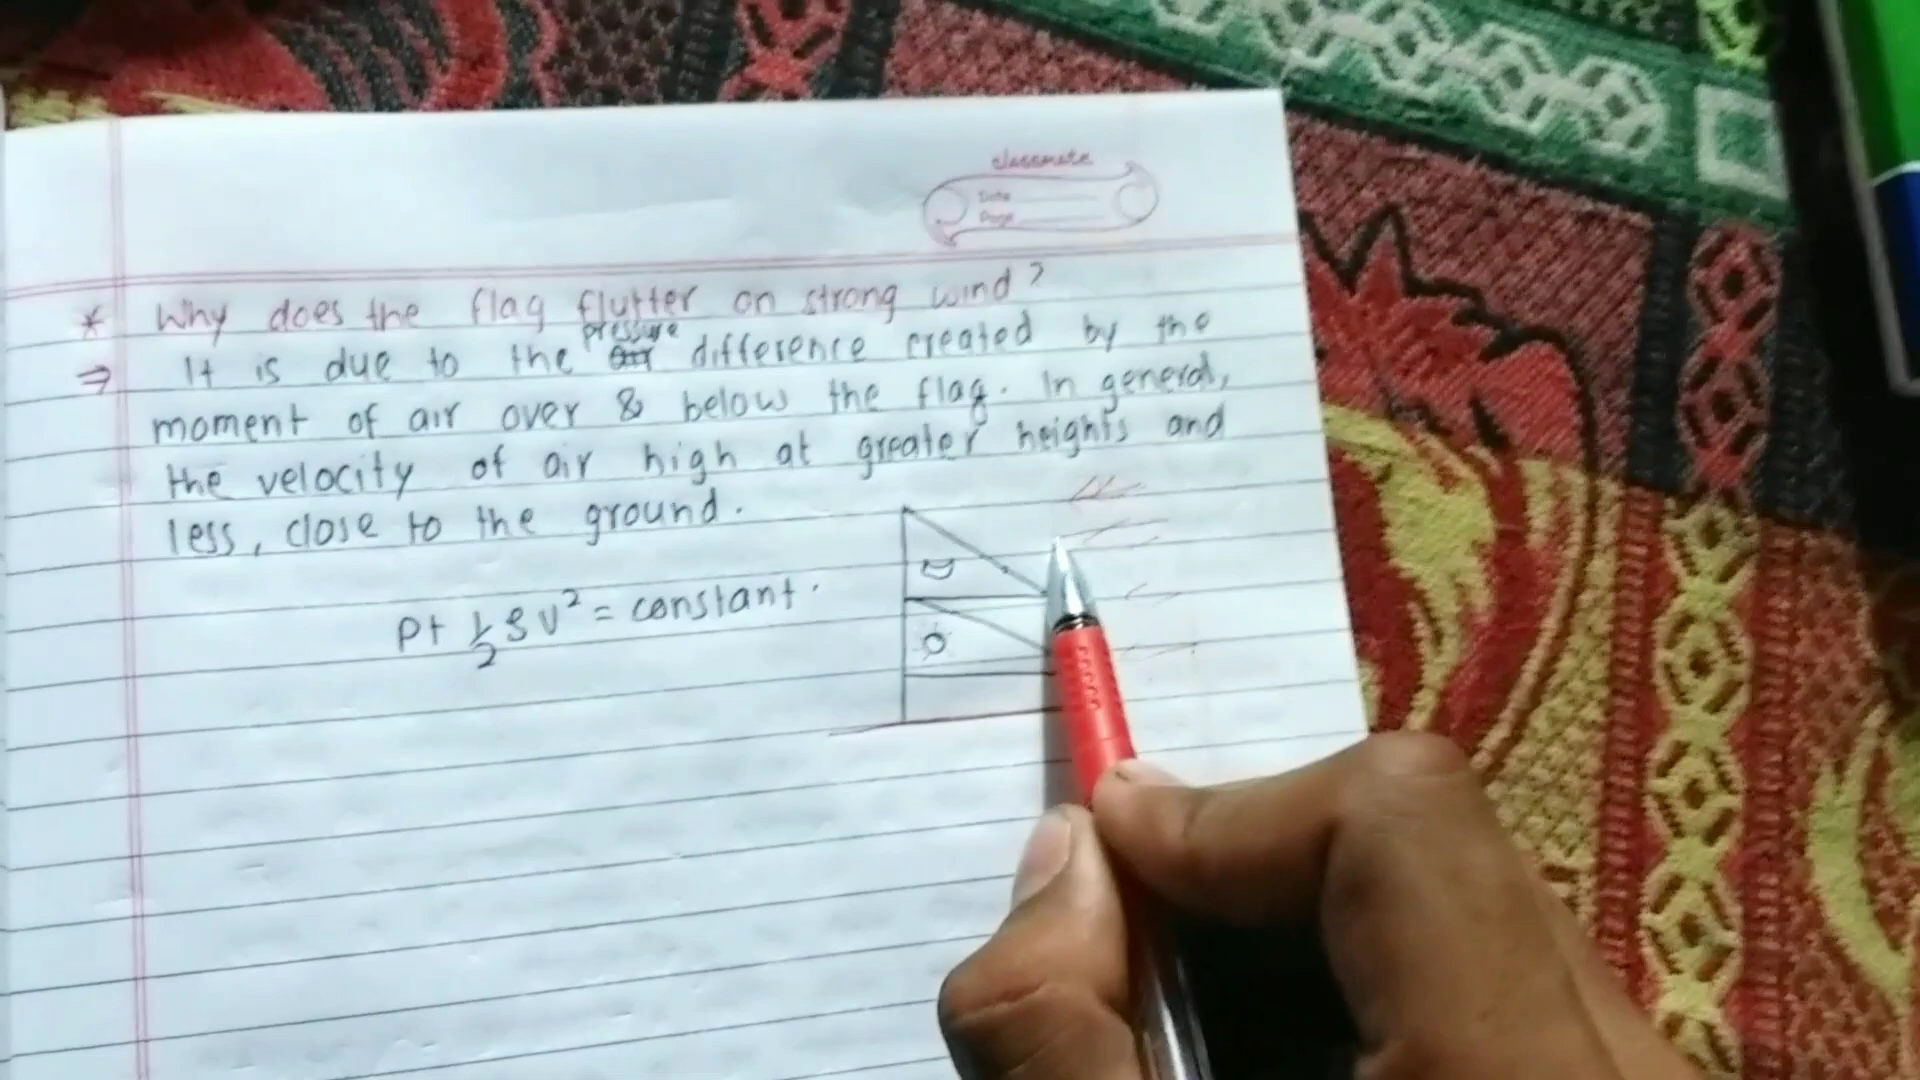 classmate
Date
Page
* Why does the flag flutter on strong wind?
pressure
⇒ It is due to the difference created by the
moment of air over & below the flag. In general,
the velocity of air high at greater heights and
less, close to the ground.
P+ 1/2 ρv² = constant.